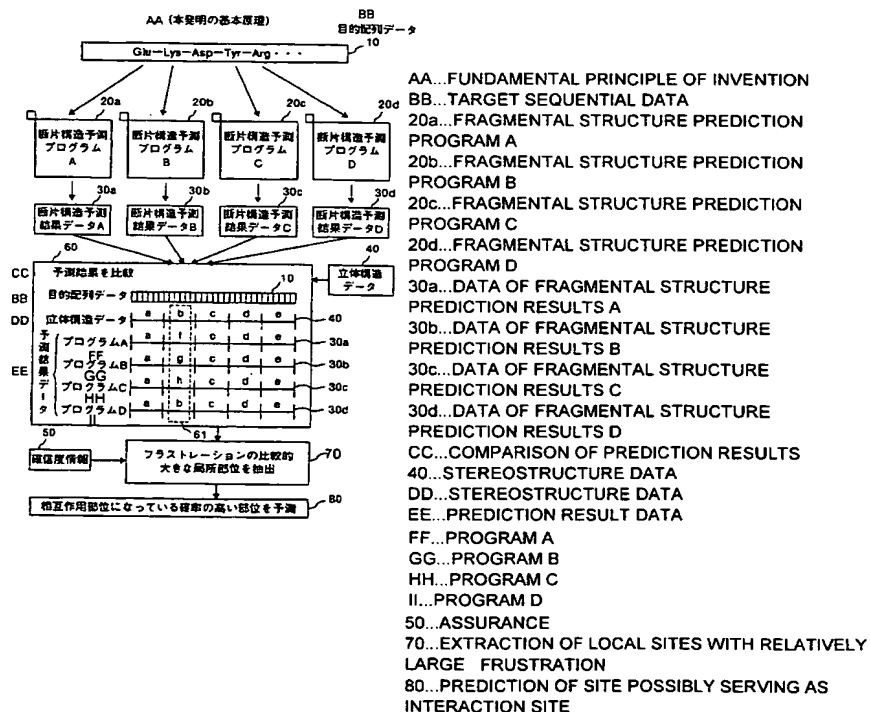 AA (本発明の基本原理)
BB
目的配列データ
10
Glu—Lys—Asp—Tyr—Arg・・・
20a
20b
20c
20d
断片構造予測
プログラム
A
断片構造予測
プログラム
B
断片構造予測
プログラム
C
断片構造予測
プログラム
D
30a
30b
30c
30d
断片構造予測
結果データA
断片構造予測
結果データB
断片構造予測
結果データC
断片構造予測
結果データD
60
40
立体構造
データ
CC 予測結果を比較
10
BB 目的配列データ
DD 立体構造データ a b c d e 40
EE 予測結果データ
プログラムA a f c d e 30a
FF
プログラムB a g c d e 30b
GG
プログラムC a h c d e 30c
HH
プログラムD a b c d e 30d
II
61
50
確信度情報
フラストレーションの比較的
大きな局所部位を抽出
70
相互作用部位になっている確率の高い部位を予測
80
AA...FUNDAMENTAL PRINCIPLE OF INVENTION
BB...TARGET SEQUENTIAL DATA
20a...FRAGMENTAL STRUCTURE PREDICTION
PROGRAM A
20b...FRAGMENTAL STRUCTURE PREDICTION
PROGRAM B
20c...FRAGMENTAL STRUCTURE PREDICTION
PROGRAM C
20d...FRAGMENTAL STRUCTURE PREDICTION
PROGRAM D
30a...DATA OF FRAGMENTAL STRUCTURE
PREDICTION RESULTS A
30b...DATA OF FRAGMENTAL STRUCTURE
PREDICTION RESULTS B
30c...DATA OF FRAGMENTAL STRUCTURE
PREDICTION RESULTS C
30d...DATA OF FRAGMENTAL STRUCTURE
PREDICTION RESULTS D
CC...COMPARISON OF PREDICTION RESULTS
40...STEREOSTRUCTURE DATA
DD...STEREOSTRUCTURE DATA
EE...PREDICTION RESULT DATA
FF...PROGRAM A
GG...PROGRAM B
HH...PROGRAM C
II...PROGRAM D
50...ASSURANCE
70...EXTRACTION OF LOCAL SITES WITH RELATIVELY
LARGE FRUSTRATION
80...PREDICTION OF SITE POSSIBLY SERVING AS
INTERACTION SITE